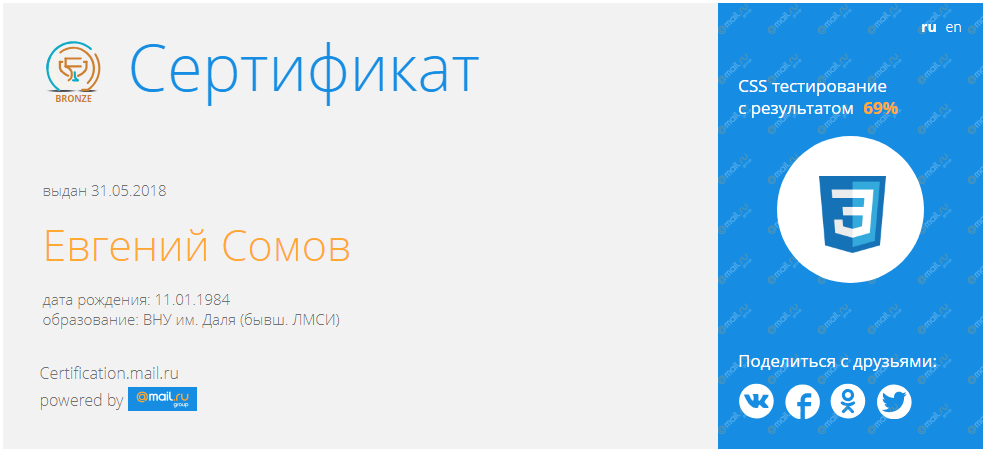 BRONZE
Сертификат
выдан 31.05.2018
Евгений Сомов
дата рождения: 11.01.1984
образование: ВНУ им. Даля (бывш. ЛМСИ)
Certification.mail.ru
powered by @mail.ru group
ru en
CSS тестирование
с результатом 69%
3
Поделиться с друзьями: